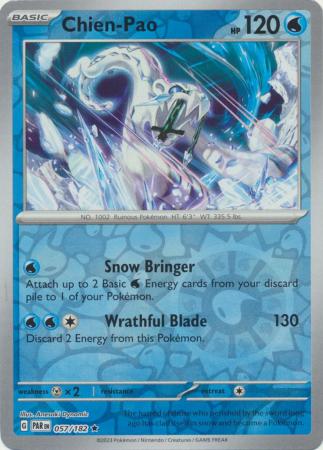 BASIC
Chien-Pao
HP 120
NO. 1002 Ruinous Pokémon HT: 6'3" WT: 335.5 lbs.
Snow Bringer
Attach up to 2 Basic Energy cards from your discard
pile to 1 of your Pokémon.
Wrathful Blade 130
Discard 2 Energy from this Pokémon.
weakness ×2 resistance retreat
Illus. Anesaki Dynamic
G PAR EN 057/182 ★
©2023 Pokémon / Nintendo / Creatures / GAME FREAK